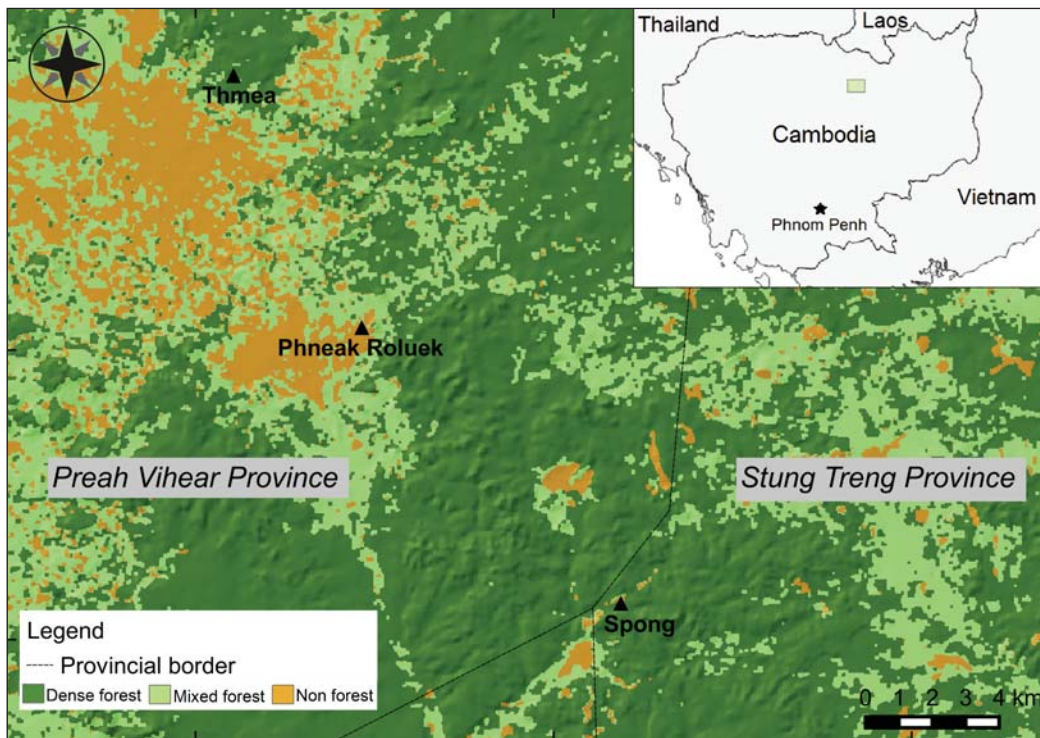 Thailand
Laos
Cambodia
Vietnam
Phnom Penh
Thmea
Phneak Roluek
Preah Vihear Province
Stung Treng Province
Spong
Legend
Provincial border
Dense forest Mixed forest Non forest
0 1 2 3 4 km